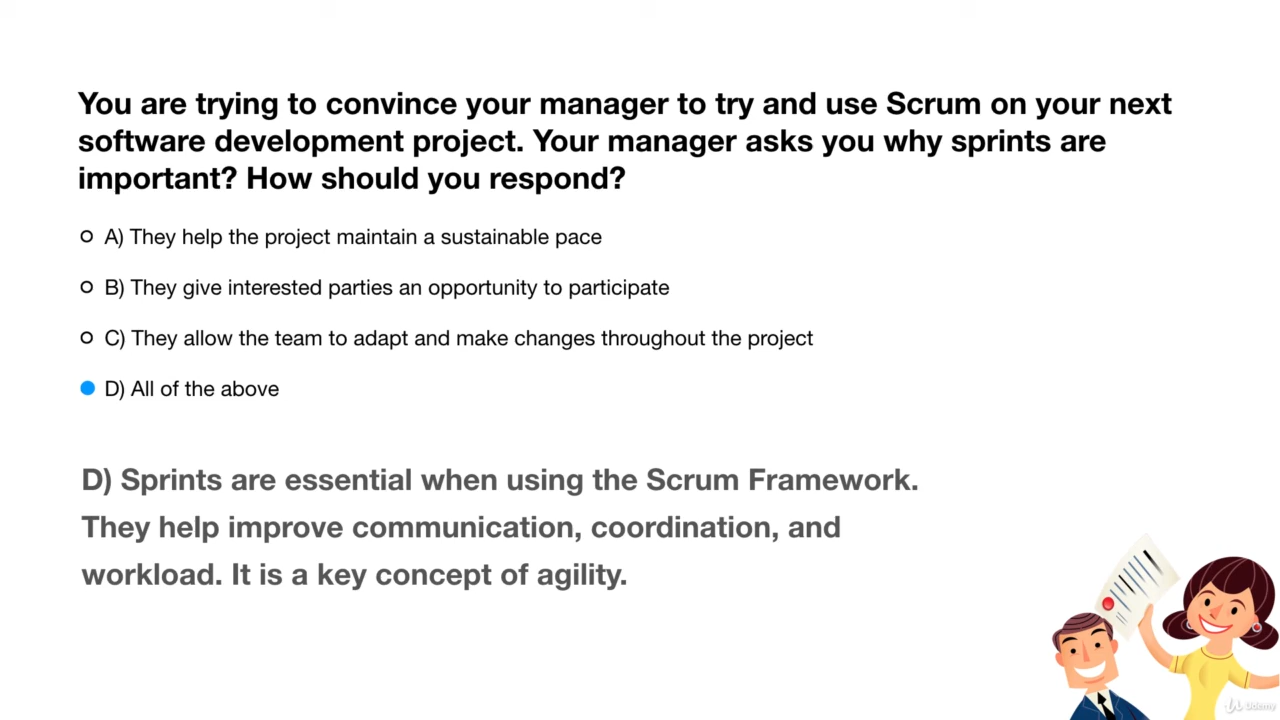 You are trying to convince your manager to try and use Scrum on your next
software development project. Your manager asks you why sprints are
important? How should you respond?
A) They help the project maintain a sustainable pace
B) They give interested parties an opportunity to participate
C) They allow the team to adapt and make changes throughout the project
D) All of the above
D) Sprints are essential when using the Scrum Framework.
They help improve communication, coordination, and
workload. It is a key concept of agility.
Udemy